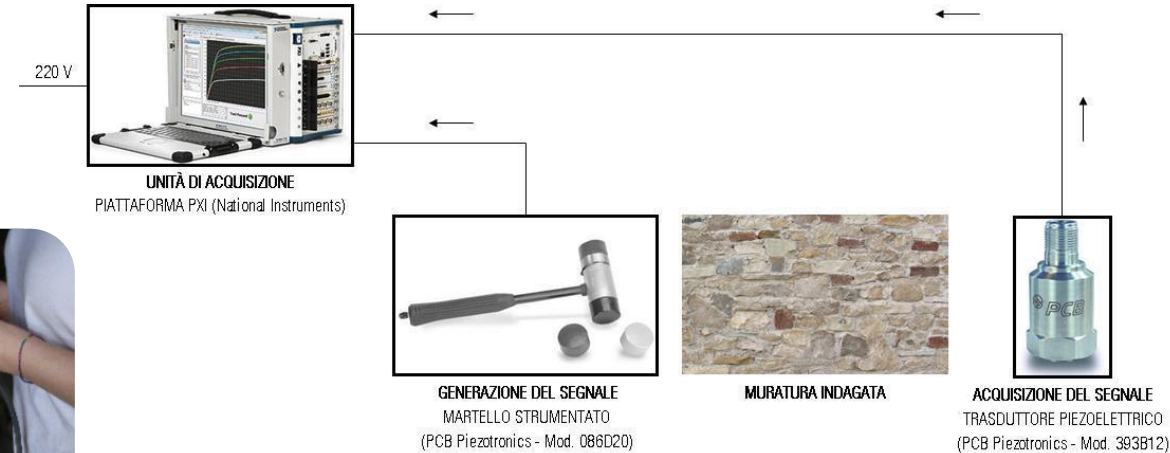 220 V
UNITÀ DI ACQUISIZIONE
PIATTAFORMA PXI (National Instruments)
PCB
GENERAZIONE DEL SEGNALE
MARTELLO STRUMENTATO
(PCB Piezotronics - Mod. 086D20)
MURATURA INDAGATA
ACQUISIZIONE DEL SEGNALE
TRASDUTTORE PIEZOELETTRICO
(PCB Piezotronics - Mod. 393B12)